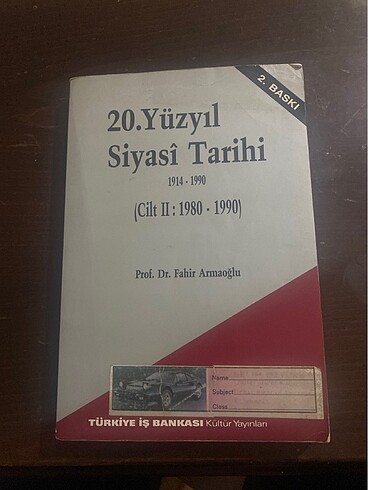 2. BASKI
20.Yüzyıl
Siyasî Tarihi
1914 - 1990
(Cilt II : 1980 - 1990)
Prof. Dr. Fahir Armaoğlu
Name
Subject
Class
TÜRKİYE İŞ BANKASI Kültür Yayınları